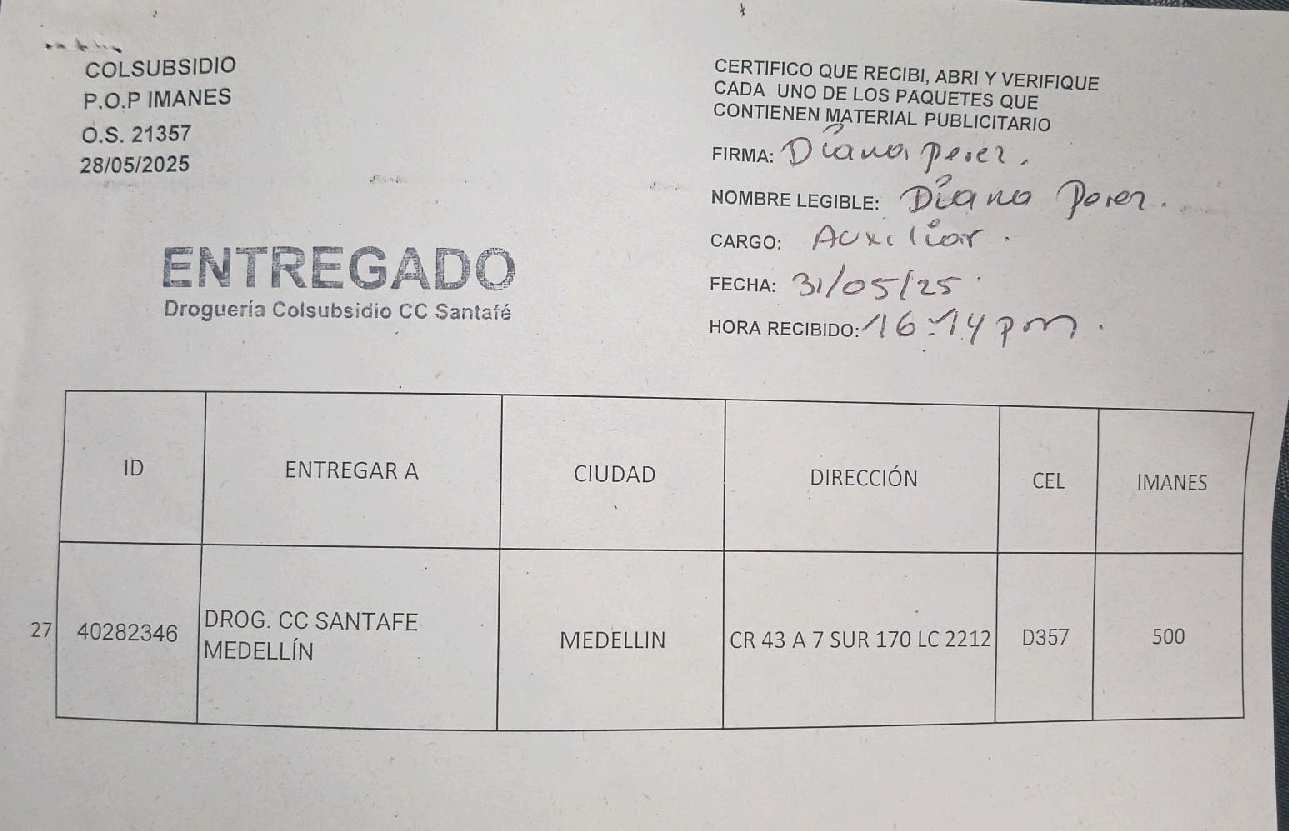 COLSUBSIDIO
P.O.P IMANES
O.S. 21357
28/05/2025
CERTIFICO QUE RECIBI, ABRI Y VERIFIQUE
CADA UNO DE LOS PAQUETES QUE
CONTIENEN MATERIAL PUBLICITARIO
FIRMA: Diana perez.
NOMBRE LEGIBLE: Diana Perez.
CARGO: Auxiliar.
FECHA: 31/05/25
HORA RECIBIDO: 16:14 pm.
ENTREGADO
Droguería Colsubsidio CC Santafé
ID ENTREGAR A CIUDAD DIRECCIÓN CEL IMANES
27 40282346 DROG. CC SANTAFE MEDELLIN CR 43 A 7 SUR 170 LC 2212 D357 500
MEDELLÍN